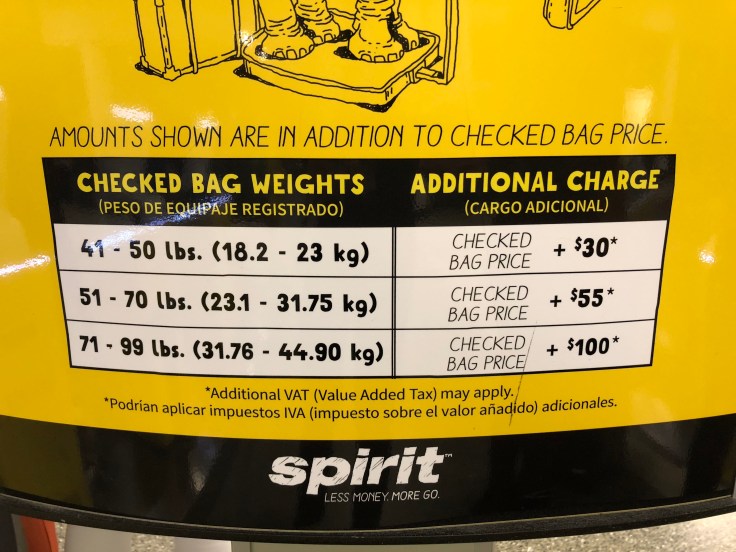 AMOUNTS SHOWN ARE IN ADDITION TO CHECKED BAG PRICE.
CHECKED BAG WEIGHTS
(PESO DE EQUIPAJE REGISTRADO)
ADDITIONAL CHARGE
(CARGO ADICIONAL)
41 - 50 lbs. (18.2 - 23 kg)
CHECKED
BAG PRICE + $30*
51 - 70 lbs. (23.1 - 31.75 kg)
CHECKED
BAG PRICE + $55*
71 - 99 lbs. (31.76 - 44.90 kg)
CHECKED
BAG PRICE + $100*
*Additional VAT (Value Added Tax) may apply.
*Podrían aplicar impuestos IVA (impuesto sobre el valor añadido) adicionales.
spirit™
LESS MONEY. MORE GO.